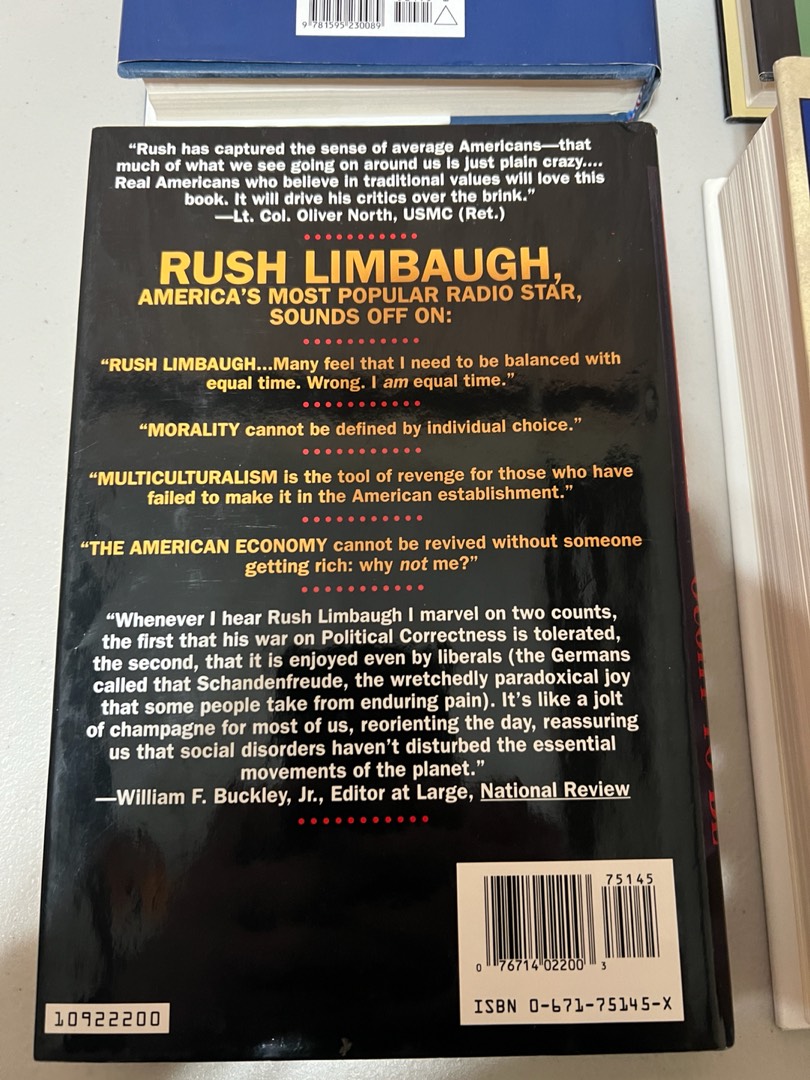 9 781595 230089
“Rush has captured the sense of average Americans—that
much of what we see going on around us is just plain crazy....
Real Americans who believe in traditional values will love this
book. It will drive his critics over the brink.”
—Lt. Col. Oliver North, USMC (Ret.)
RUSH LIMBAUGH,
AMERICA’S MOST POPULAR RADIO STAR,
SOUNDS OFF ON:
“RUSH LIMBAUGH...Many feel that I need to be balanced with
equal time. Wrong. I am equal time.”
“MORALITY cannot be defined by individual choice.”
“MULTICULTURALISM is the tool of revenge for those who have
failed to make it in the American establishment.”
“THE AMERICAN ECONOMY cannot be revived without someone
getting rich: why not me?”
“Whenever I hear Rush Limbaugh I marvel on two counts,
the first that his war on Political Correctness is tolerated,
the second, that it is enjoyed even by liberals (the Germans
called that Schandenfreude, the wretchedly paradoxical joy
that some people take from enduring pain). It’s like a jolt
of champagne for most of us, reorienting the day, reassuring
us that social disorders haven’t disturbed the essential
movements of the planet.”
—William F. Buckley, Jr., Editor at Large, National Review
75145
0 76714 02200 3
ISBN 0-671-75145-X
10922200